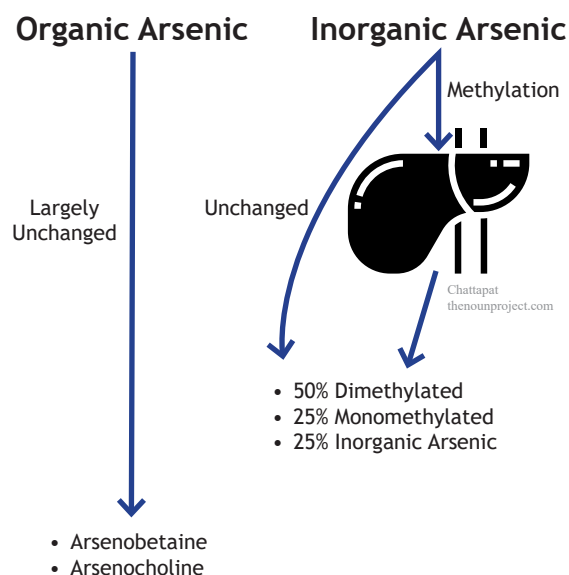 Organic Arsenic
Inorganic Arsenic
Methylation
Largely
Unchanged
Unchanged
Chattapat
thenounproject.com
• 50% Dimethylated
• 25% Monomethylated
• 25% Inorganic Arsenic
• Arsenobetaine
• Arsenocholine